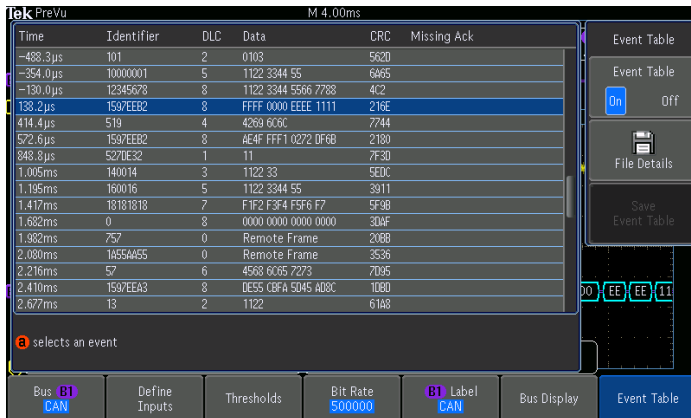 Tek PreVu M 4.00ms
Time Identifier DLC Data CRC Missing Ack
-488.3µs 101 2 0103 562D
-354.0µs 10000001 5 1122 3344 55 6A65
-130.0µs 12345678 8 1122 3344 5566 7788 4C2
138.2µs 1597EEB2 8 FFFF 0000 EEEE 1111 216E
414.4µs 519 4 4269 6C6C 7744
572.6µs 1597EEB2 8 AE4F FFF1 0272 DF6B 2180
848.8µs 527DE32 1 11 7F3D
1.005ms 140014 3 1122 33 5EDC
1.195ms 160016 5 1122 3344 55 3911
1.417ms 18181818 7 F1F2 F3F4 F5F6 F7 5F9B
1.682ms 0 8 0000 0000 0000 0000 3DAF
1.982ms 757 0 Remote Frame 20BB
2.080ms 1A55AA55 0 Remote Frame 3536
2.216ms 57 6 4568 6C65 7273 7D95
2.410ms 1597EEA3 8 DE55 CBFA 5D45 AD8C 1DBD
2.677ms 13 2 1122 61A8
a selects an event
Event Table
Event Table
On Off
File Details
Save
Event Table
00 EE EE 11
Bus B1
CAN
Define
Inputs
Thresholds
Bit Rate
500000
B1 Label
CAN
Bus Display
Event Table